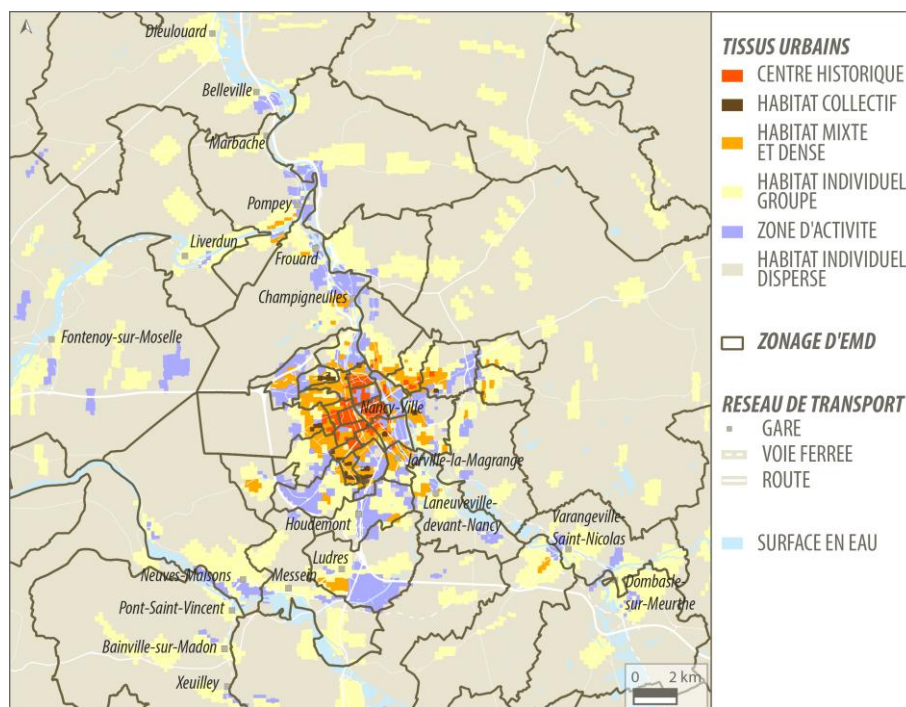 Dieulouard
Belleville
Marbache
Pompey
Liverdun
Frouard
Champigneulles
Fontenoy-sur-Moselle
Nancy-Ville
Jarville-la-Magrange
Laneuveville-
devant-Nancy
Houdemont
Varangeville-
Saint-Nicolas
Ludres
Neuves-Maisons
Messein
Dombasle-
sur-Meurthe
Pont-Saint-Vincent
Bainville-sur-Madon
Xeuilley
0 2 km
TISSUS URBAINS
CENTRE HISTORIQUE
HABITAT COLLECTIF
HABITAT MIXTE
ET DENSE
HABITAT INDIVIDUEL
GROUPE
ZONE D'ACTIVITE
HABITAT INDIVIDUEL
DISPERSE
ZONAGE D'EMD
RESEAU DE TRANSPORT
GARE
VOIE FERREE
ROUTE
SURFACE EN EAU